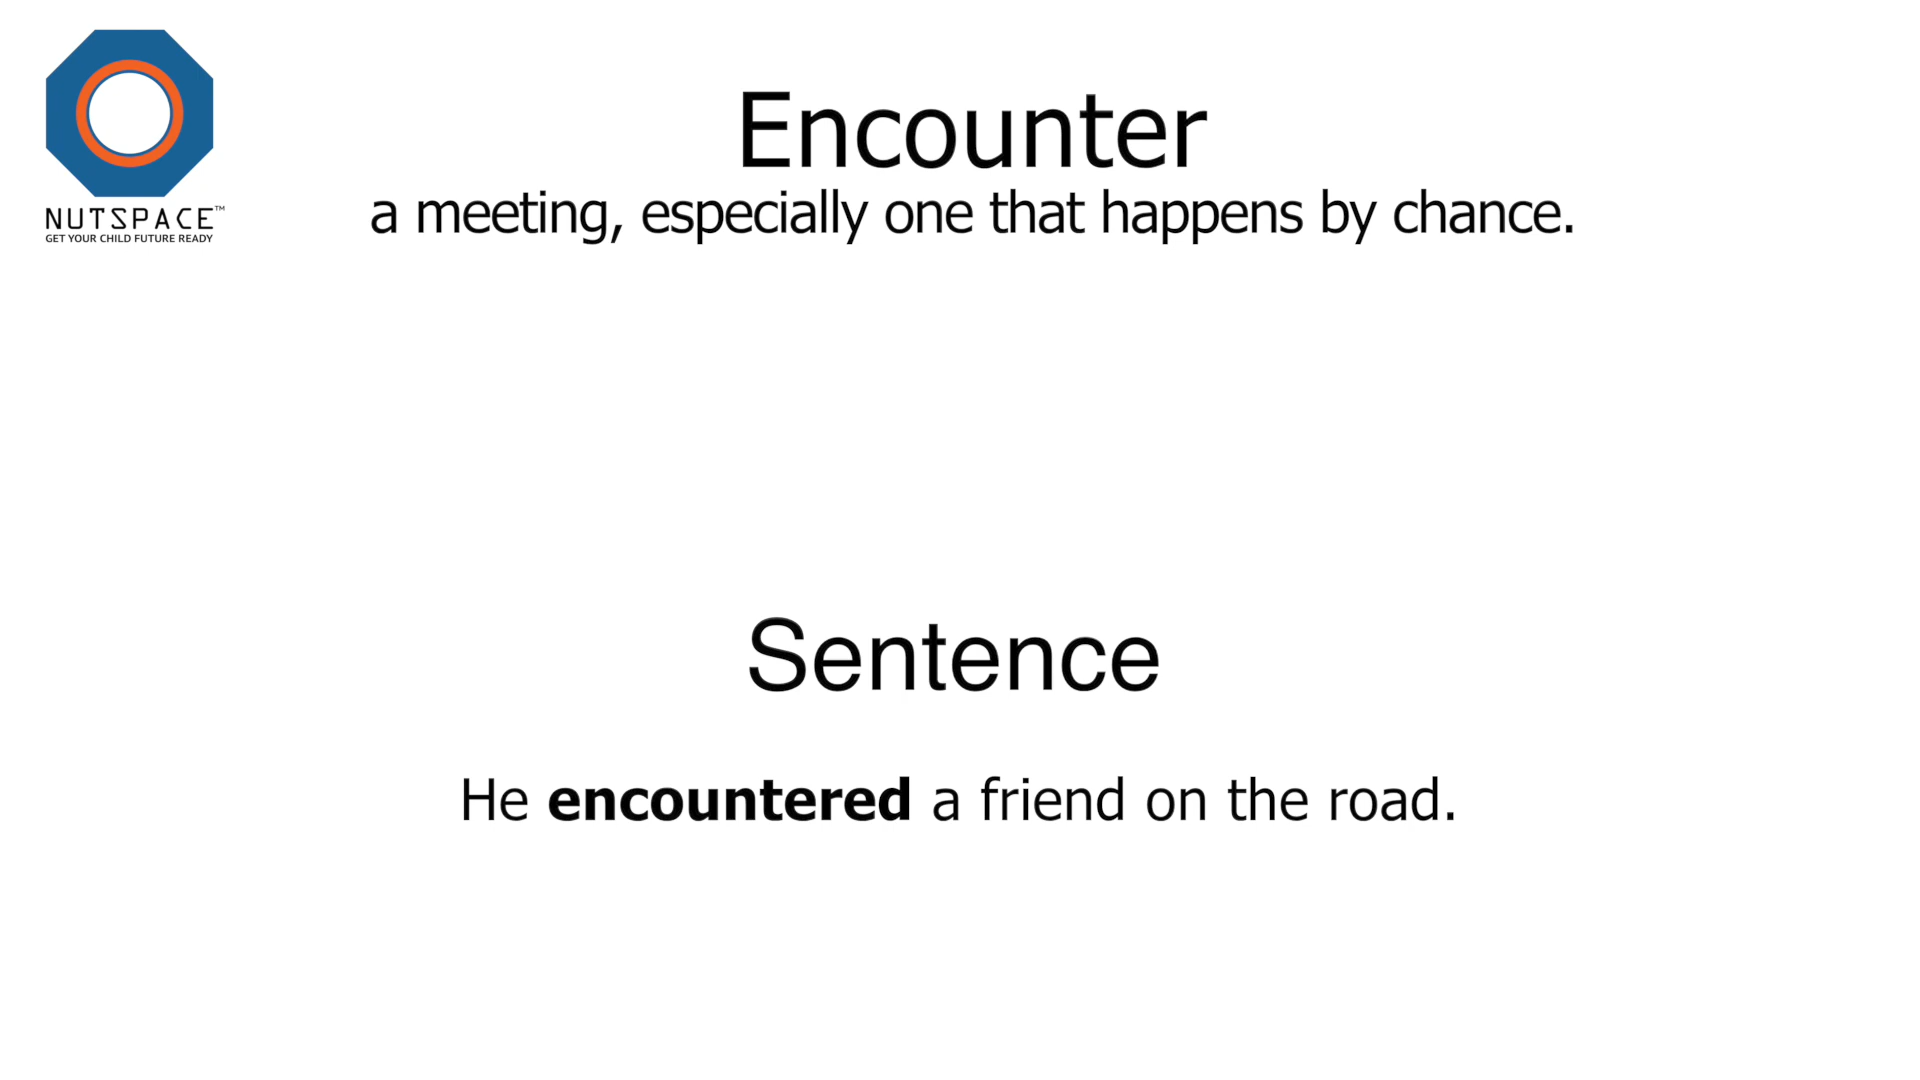 NUTSPACE™
GET YOUR CHILD FUTURE READY
Encounter
a meeting, especially one that happens by chance.
Sentence
He encountered a friend on the road.